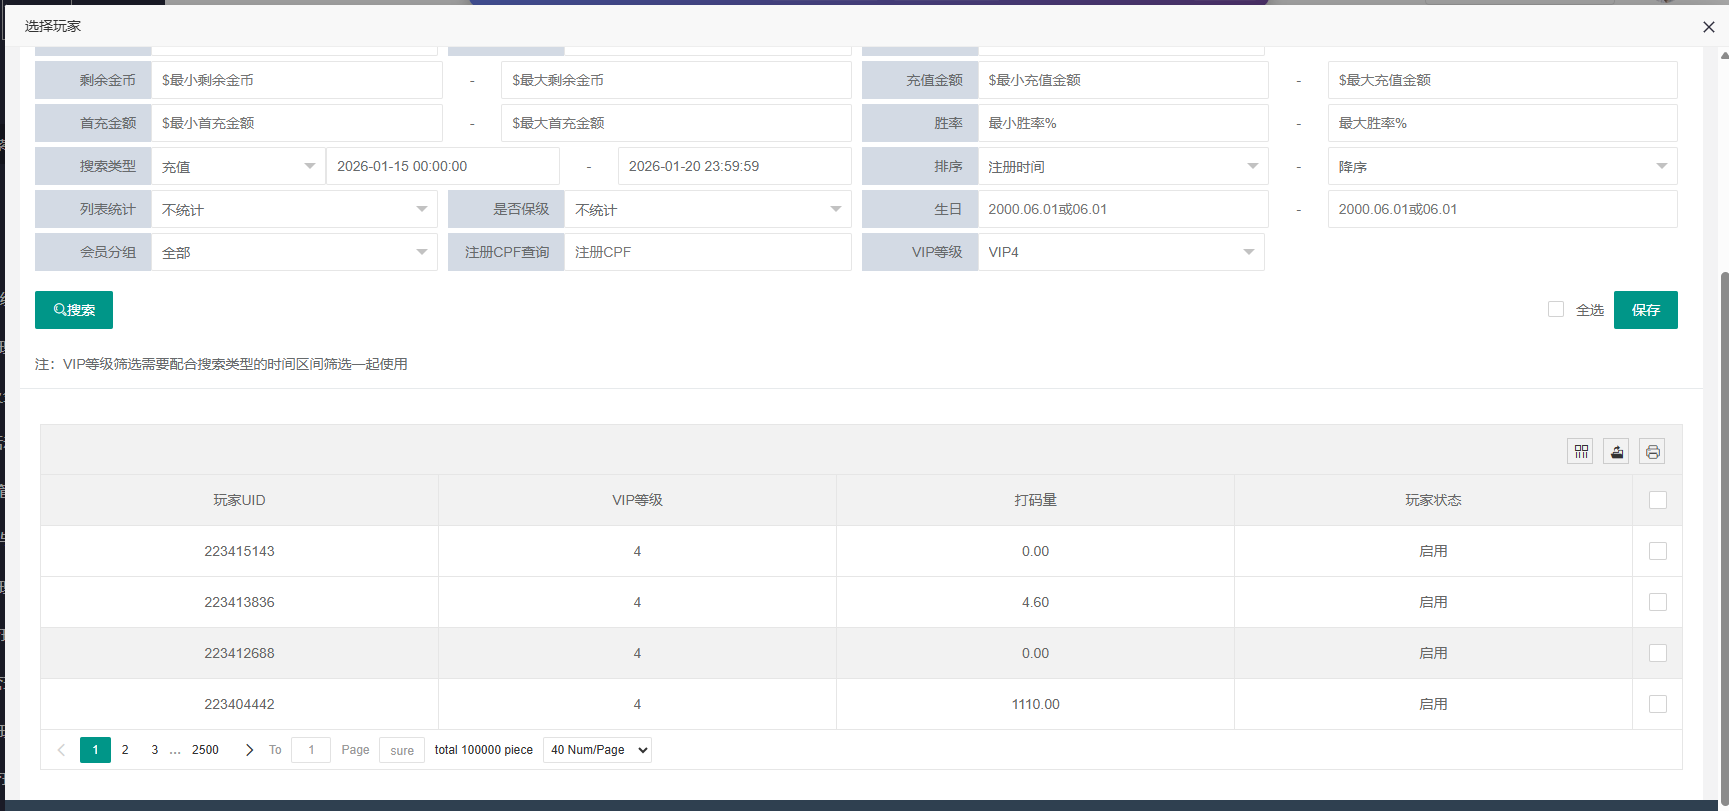 选择玩家
剩余金币 $最小剩余金币 - $最大剩余金币 充值金额 $最小充值金额 - $最大充值金额
首充金额 $最小首充金额 - $最大首充金额 胜率 最小胜率% - 最大胜率%
搜索类型 充值 2026-01-15 00:00:00 - 2026-01-20 23:59:59 排序 注册时间 - 降序
列表统计 不统计 是否保级 不统计 生日 2000.06.01或06.01 - 2000.06.01或06.01
会员分组 全部 注册CPF查询 注册CPF VIP等级 VIP4
搜索 全选 保存
注：VIP等级筛选需要配合搜索类型的时间区间筛选一起使用
玩家UID VIP等级 打码量 玩家状态
223415143 4 0.00 启用
223413836 4 4.60 启用
223412688 4 0.00 启用
223404442 4 1110.00 启用
1 2 3 ... 2500 To 1 Page sure total 100000 piece 40 Num/Page